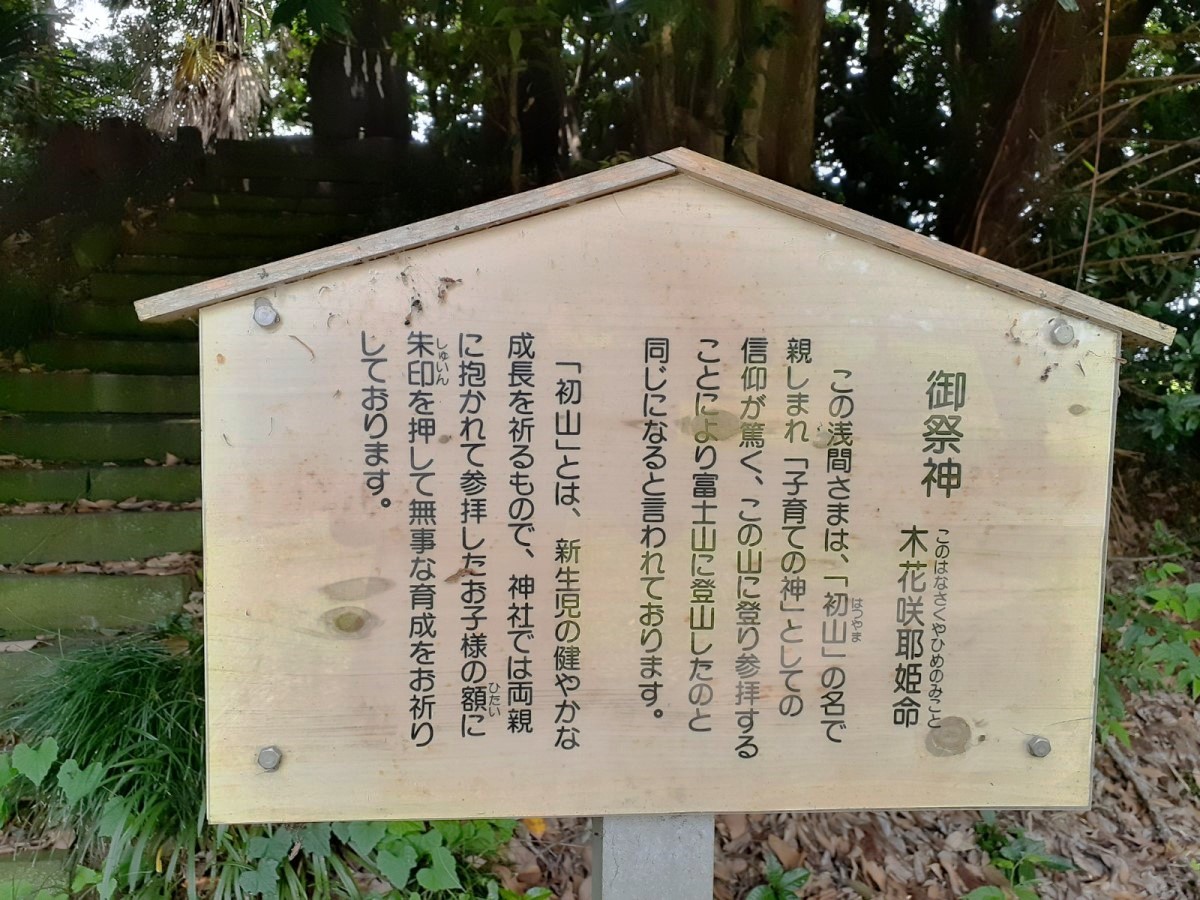 御祭神 木花咲耶姫命
このはなさくやひめのみこと
この浅間さまは、「初山」の名で
はつやま
親しまれ「子育ての神」としての
信仰が篤く、この山に登り参拝する
ことにより富士山に登山したのと
同じになると言われております。
「初山」とは、新生児の健やかな
成長を祈るもので、神社では両親
に抱かれて参拝したお子様の額に
ひたい
朱印を押して無事な育成をお祈り
しゅいん
しております。